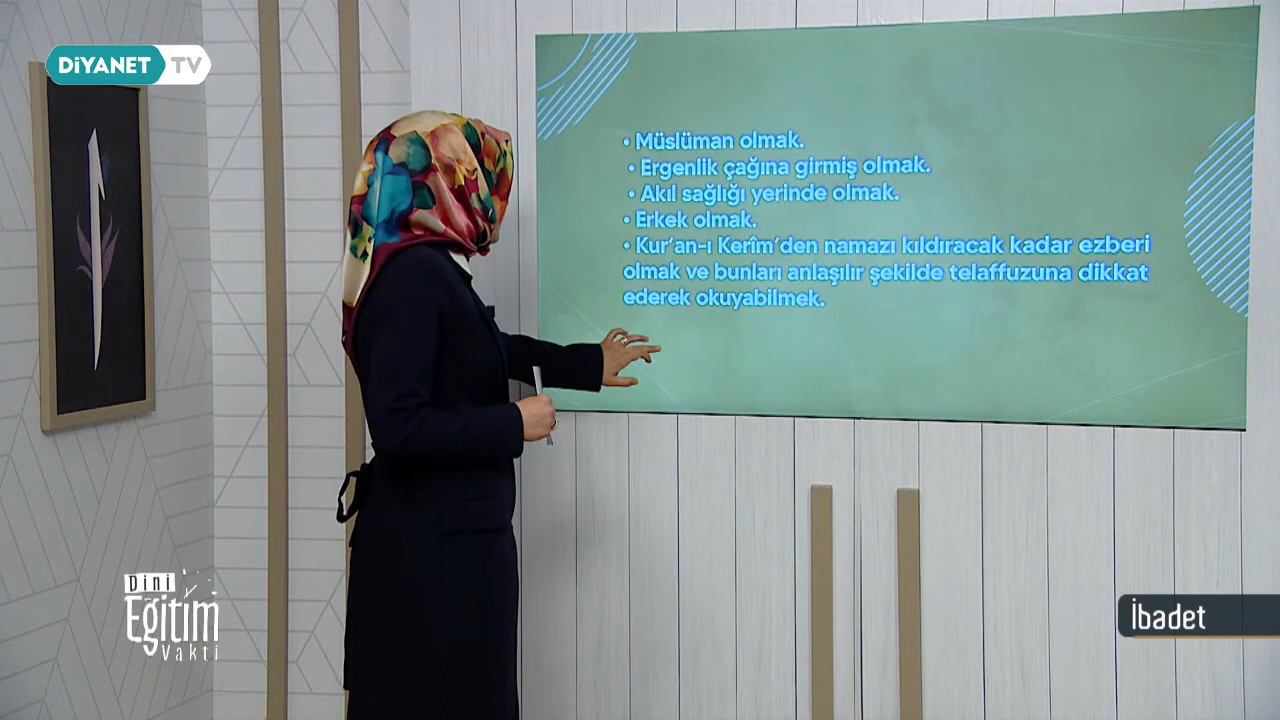 DİYANET TV
• Müslüman olmak.
• Ergenlik çağına girmiş olmak.
• Akıl sağlığı yerinde olmak.
• Erkek olmak.
• Kur'an-ı Kerîm'den namazı kıldıracak kadar ezberi
olmak ve bunları anlaşılır şekilde telaffuzuna dikkat
ederek okuyabilmek.
Dini
Eğitim
Vakti
İbadet